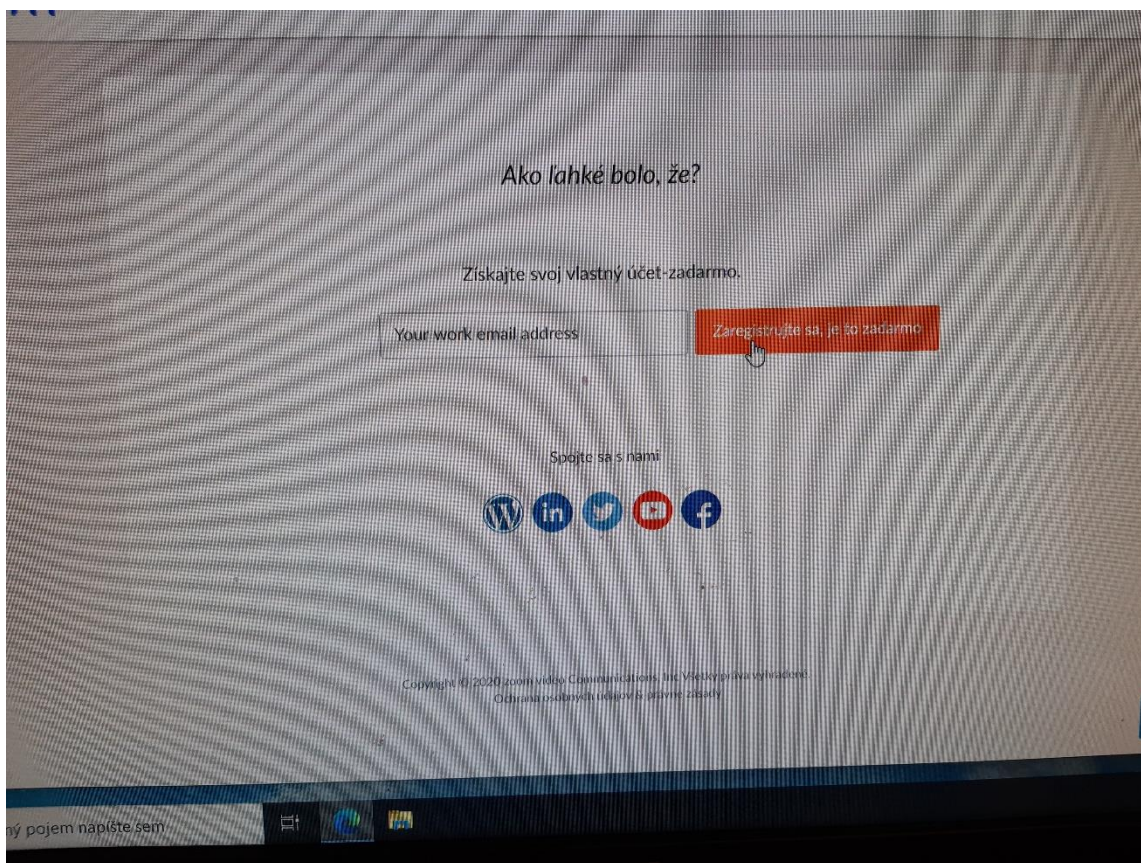 Ako ľahké bolo, že?
Získajte svoj vlastný účet-zadarmo.
Your work email address
Zaregistrujte sa, je to zadarmo
Spojte sa s nami
in
Copyright © 2020 zoom video Communications, Inc Všetky práva vyhradené.
Ochrana osobných údajov & právne zásady
ný pojem napíšte sem